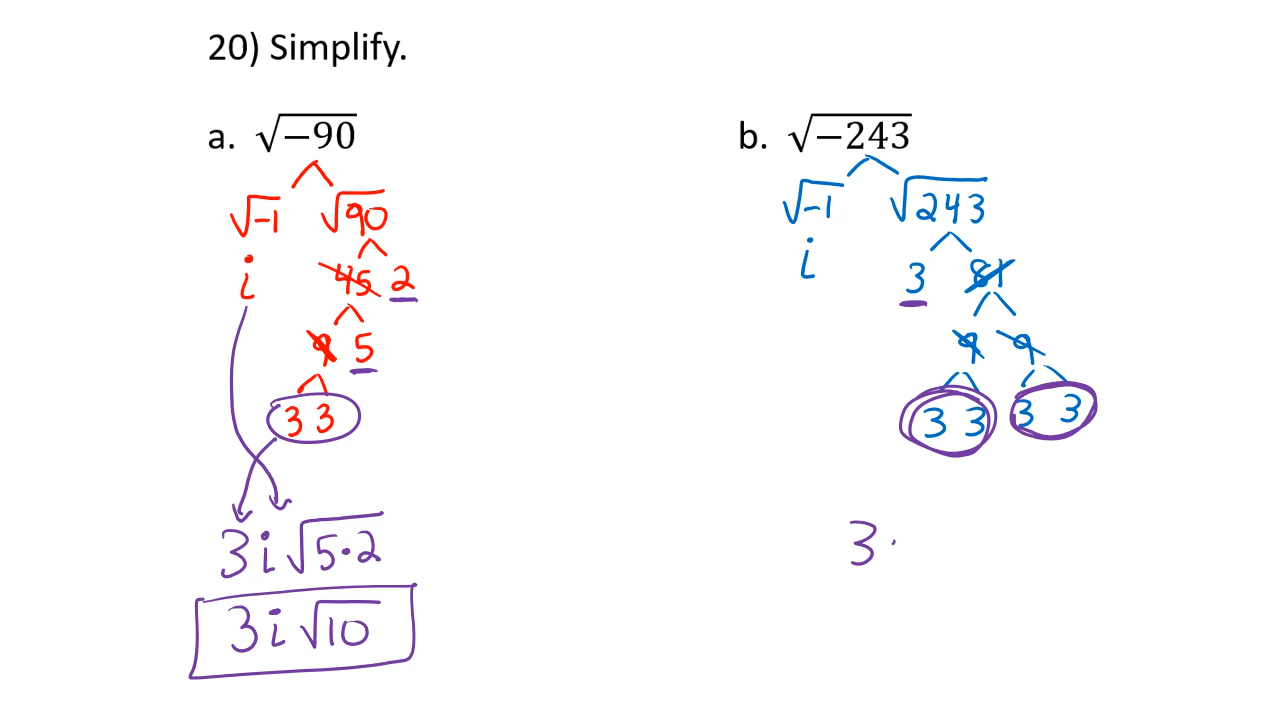 20) Simplify.
a. √−90
√-1 √90
i 45 2
9 5
3 3
3i√5·2
3i√10
b. √−243
√-1 √243
i 3 81
9 9
3 3 3 3
3 ·